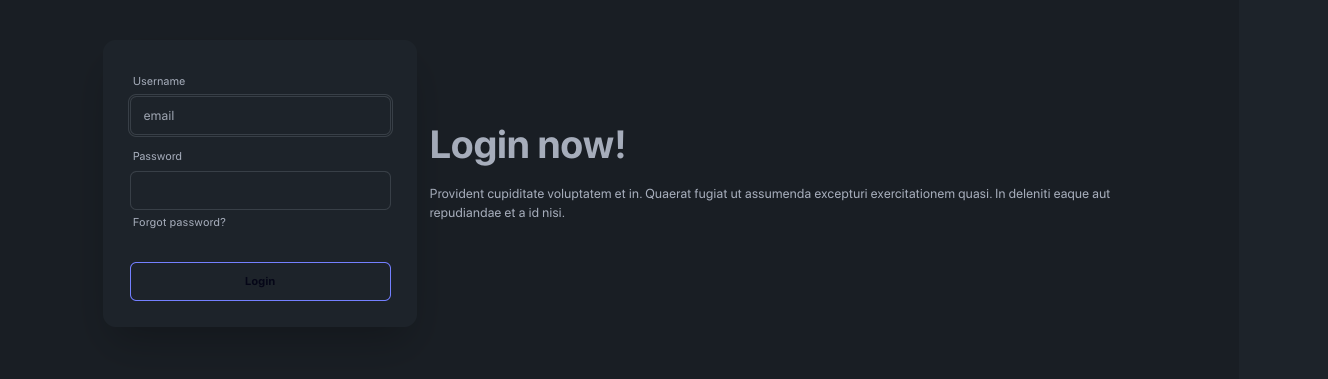 Username
email
Password
Forgot password?
Login
Login now!
Provident cupiditate voluptatem et in. Quaerat fugiat ut assumenda excepturi exercitationem quasi. In deleniti eaque aut
repudiandae et a id nisi.